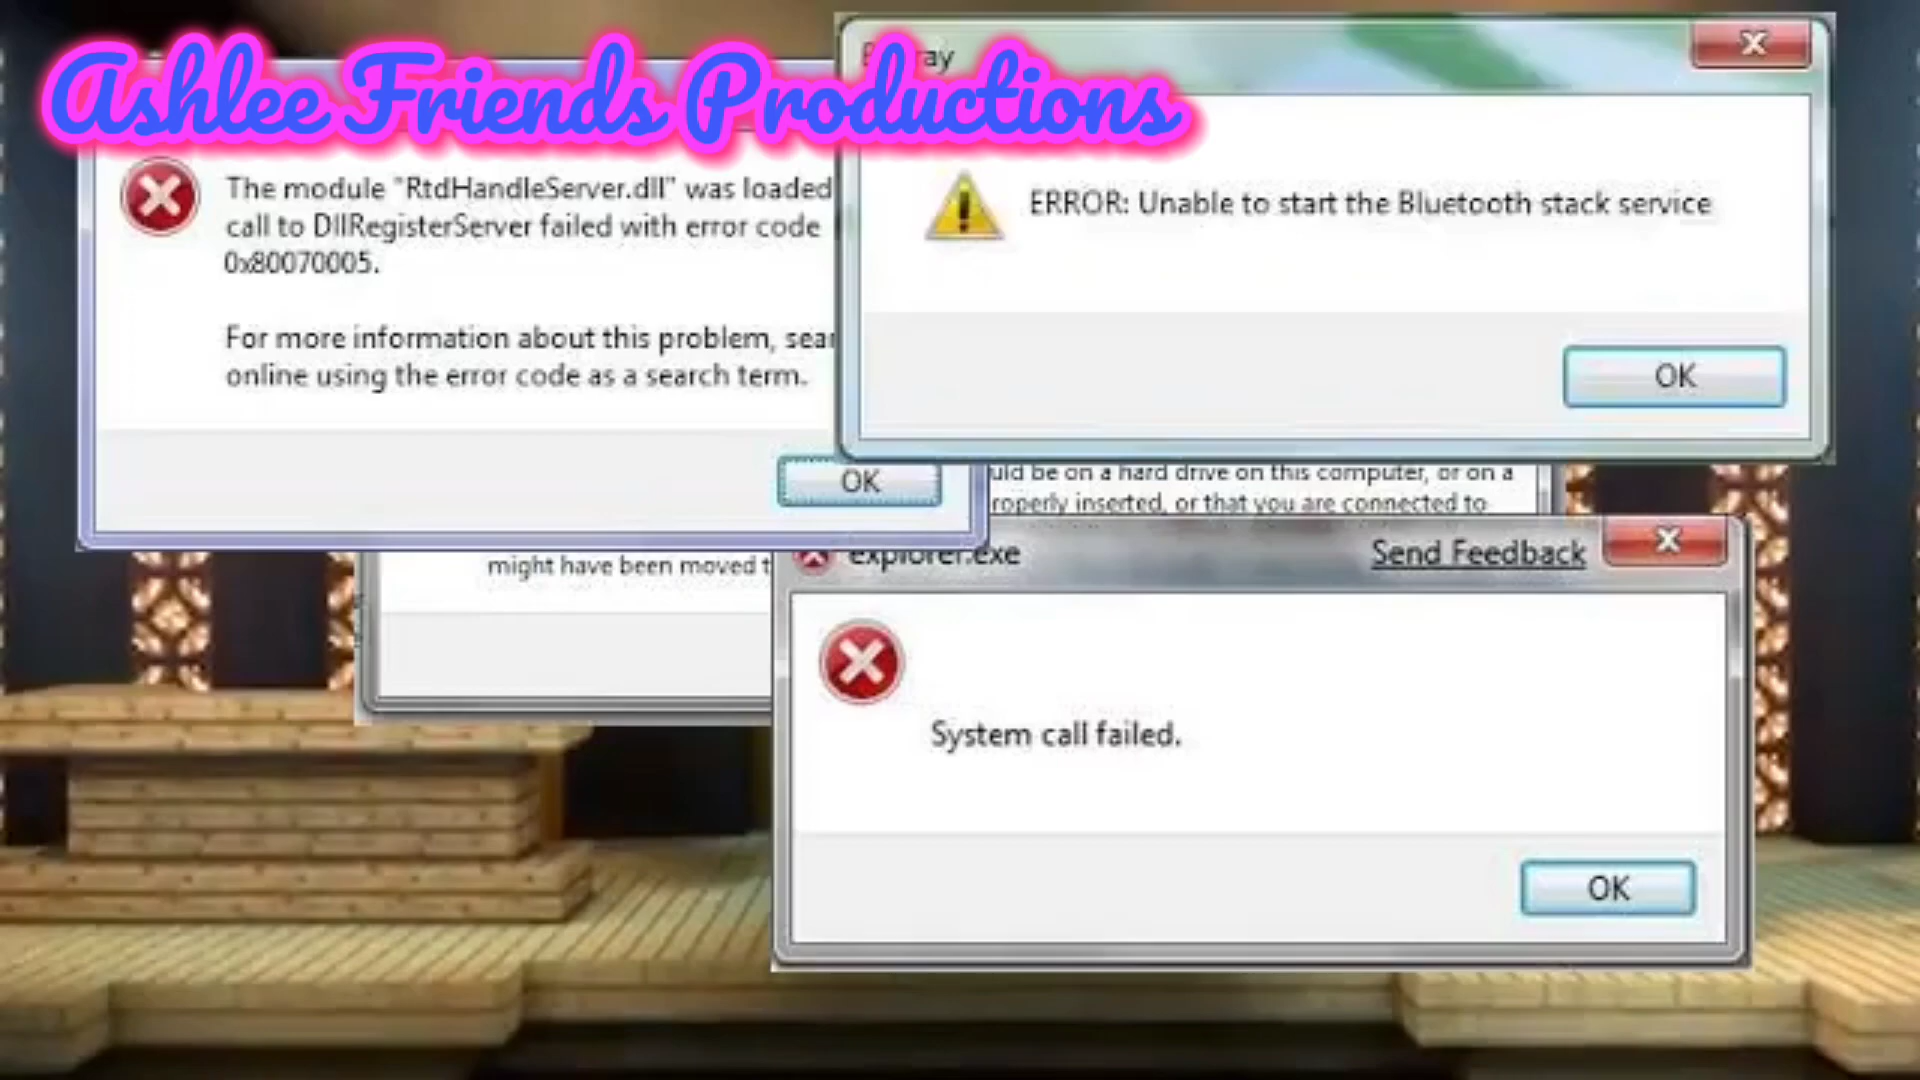 Ashlee Friends Productions
The module "RtdHandleServer.dll" was loaded
call to DllRegisterServer failed with error code
0x80070005.
For more information about this problem,
online using the error code as a search term.
OK
ERROR: Unable to start the Bluetooth stack service
OK
be on a hard drive on this computer, or on a
properly inserted, or that you are connected to
might have been moved
explorer.exe
Send Feedback
System call failed.
OK